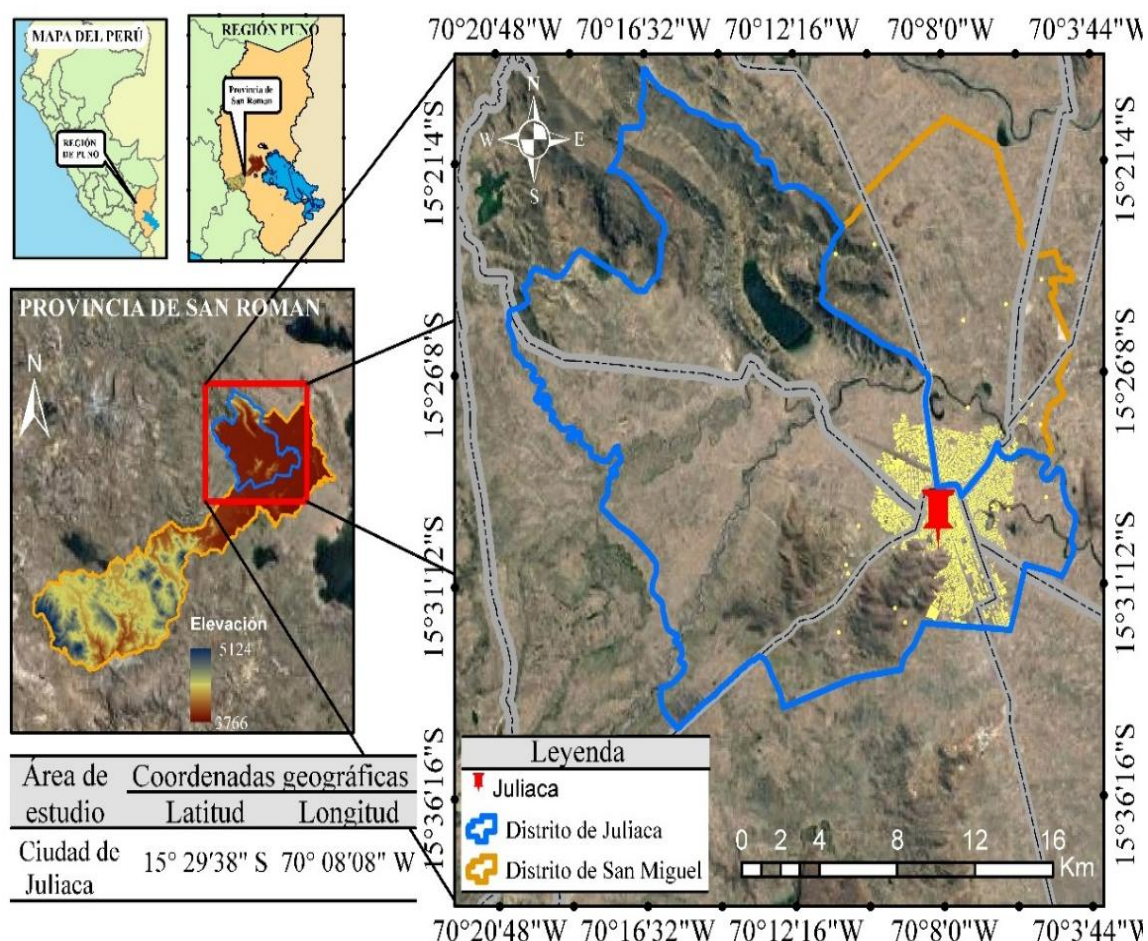 MAPA DEL PERÚ
REGIÓN
DE PUNO
REGIÓN PUNO
Provincia de
San Roman
PROVINCIA DE SAN ROMAN
N
Elevación
5124
3766
Área de
estudio
Coordenadas geográficas
Latitud Longitud
Ciudad de
Juliaca
15° 29'38" S 70° 08'08" W
70°20'48"W 70°16'32"W 70°12'16"W 70°8'0"W 70°3'44"W
N
W E
S
15°21'4"S
15°26'8"S
15°31'12"S
15°36'16"S
15°21'4"S
15°26'8"S
15°31'12"S
15°36'16"S
Leyenda
Juliaca
Distrito de Juliaca
Distrito de San Miguel
0 2 4 8 12 16
Km
70°20'48"W 70°16'32"W 70°12'16"W 70°8'0"W 70°3'44"W